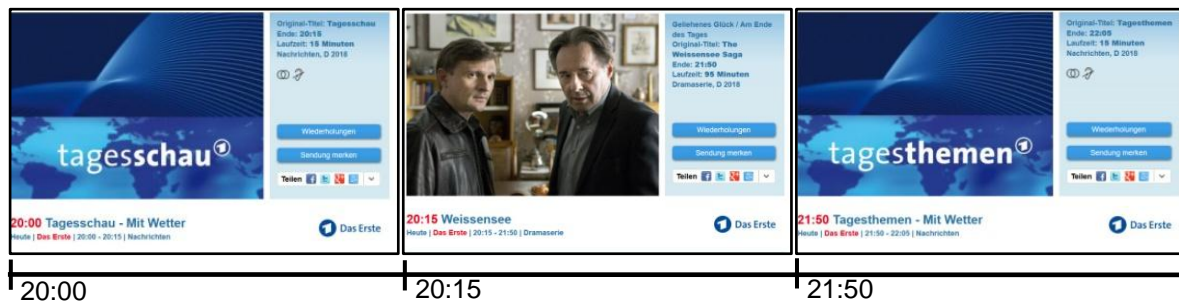 Original-Titel: Tagesschau
Ende: 20:15
Laufzeit: 15 Minuten
Nachrichten, D 2018
Wiederholungen
Sendung merken
Teilen
tagesschau
20:00 Tagesschau - Mit Wetter
Heute | Das Erste | 20:00 - 20:15 | Nachrichten
Das Erste
Geliehenes Glück / Am Ende
des Tages
Original-Titel: The
Weissensee Saga
Ende: 21:50
Laufzeit: 95 Minuten
Dramaserie, D 2018
Wiederholungen
Sendung merken
Teilen
20:15 Weissensee
Heute | Das Erste | 20:15 - 21:50 | Dramaserie
Das Erste
Original-Titel: Tagesthemen
Ende: 22:05
Laufzeit: 15 Minuten
Nachrichten, D 2018
Wiederholungen
Sendung merken
Teilen
tagesthemen
21:50 Tagesthemen - Mit Wetter
Heute | Das Erste | 21:50 - 22:05 | Nachrichten
Das Erste
20:00
20:15
21:50